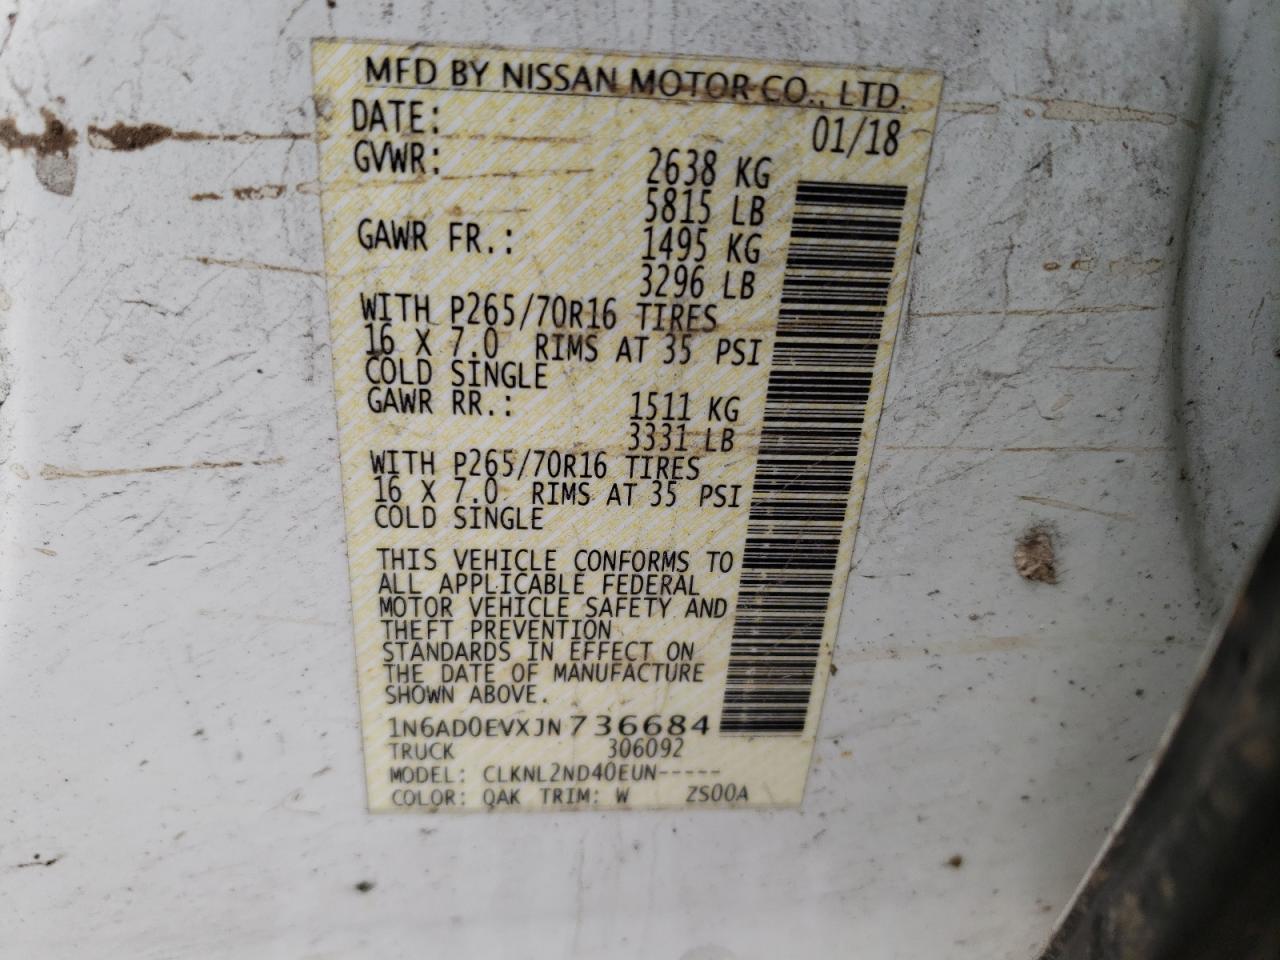 MFD BY NISSAN MOTOR CO., LTD.
DATE: 01/18
GVWR: 2638 KG
5815 LB
GAWR FR.: 1495 KG
3296 LB
WITH P265/70R16 TIRES
16 X 7.0 RIMS AT 35 PSI
COLD SINGLE
GAWR RR.: 1511 KG
3331 LB
WITH P265/70R16 TIRES
16 X 7.0 RIMS AT 35 PSI
COLD SINGLE
THIS VEHICLE CONFORMS TO
ALL APPLICABLE FEDERAL
MOTOR VEHICLE SAFETY AND
THEFT PREVENTION
STANDARDS IN EFFECT ON
THE DATE OF MANUFACTURE
SHOWN ABOVE.
1N6AD0EVXJN736684
TRUCK 306092
MODEL: CLKNL2ND40EUN-----
COLOR: QAK TRIM: W ZS00A